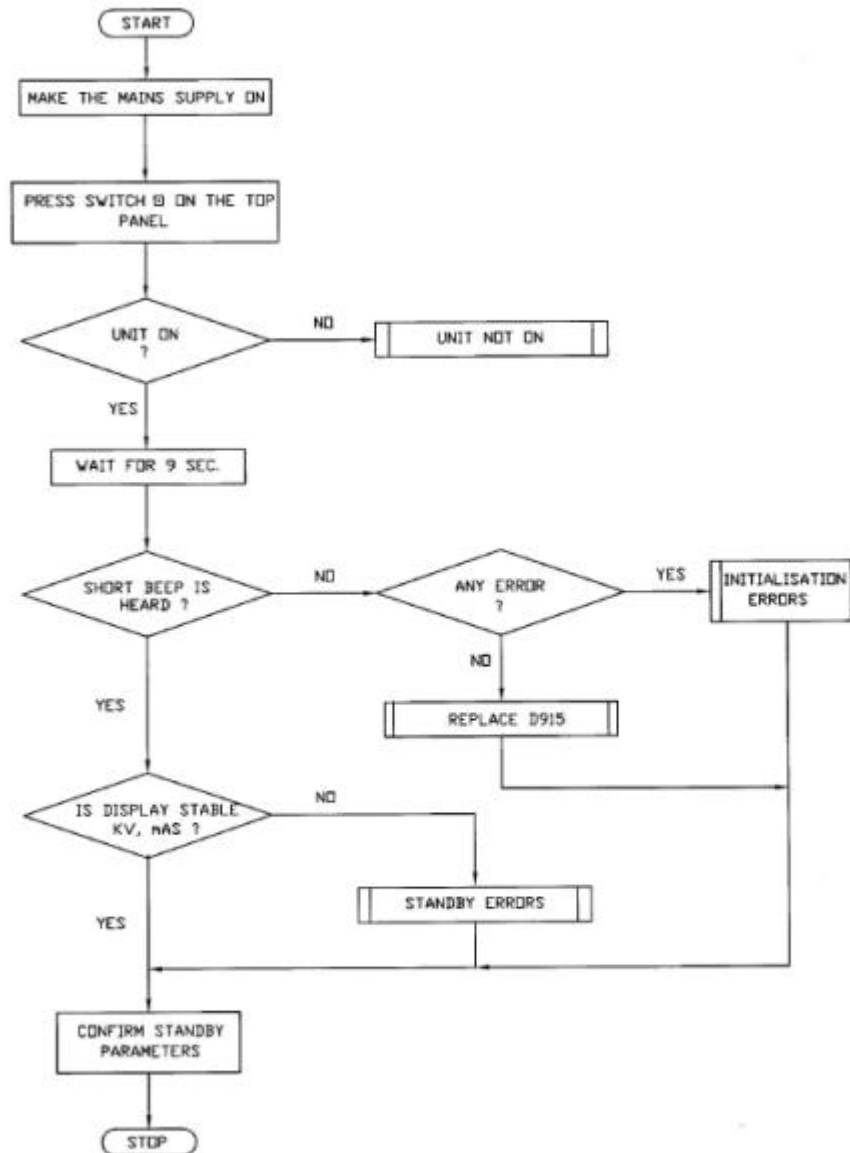 START
MAKE THE MAINS SUPPLY ON
PRESS SWITCH ⊡ ON THE TOP
PANEL
UNIT ON
?
NO
UNIT NOT ON
YES
WAIT FOR 9 SEC.
SHORT BEEP IS
HEARD ?
NO
ANY ERROR
?
YES
INITIALISATION
ERRORS
NO
REPLACE D915
YES
IS DISPLAY STABLE
KV, mAS ?
NO
STANDBY ERRORS
YES
CONFIRM STANDBY
PARAMETERS
STOP